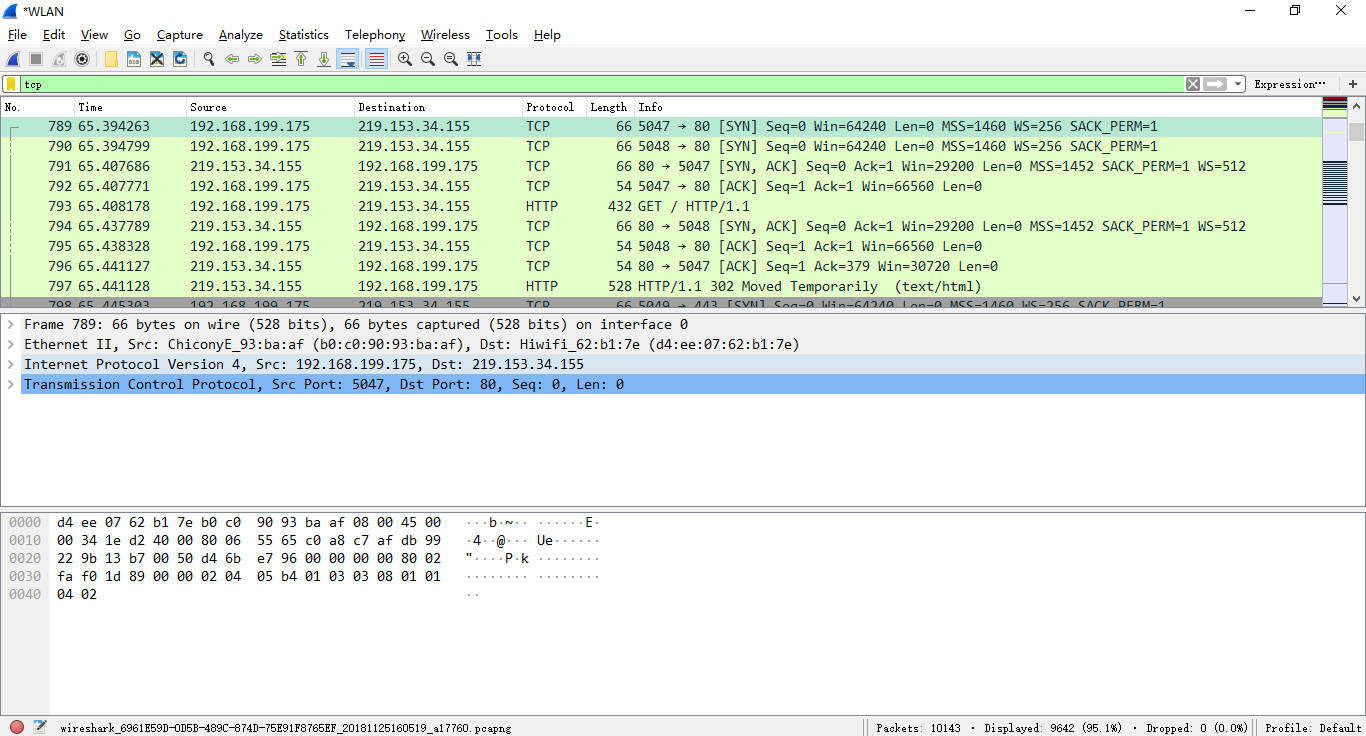 *WLAN
File Edit View Go Capture Analyze Statistics Telephony Wireless Tools Help
tcp Expression… +
No. Time Source Destination Protocol Length Info
789 65.394263 192.168.199.175 219.153.34.155 TCP 66 5047 → 80 [SYN] Seq=0 Win=64240 Len=0 MSS=1460 WS=256 SACK_PERM=1
790 65.394799 192.168.199.175 219.153.34.155 TCP 66 5048 → 80 [SYN] Seq=0 Win=64240 Len=0 MSS=1460 WS=256 SACK_PERM=1
791 65.407686 219.153.34.155 192.168.199.175 TCP 66 80 → 5047 [SYN, ACK] Seq=0 Ack=1 Win=29200 Len=0 MSS=1452 SACK_PERM=1 WS=512
792 65.407771 192.168.199.175 219.153.34.155 TCP 54 5047 → 80 [ACK] Seq=1 Ack=1 Win=66560 Len=0
793 65.408178 192.168.199.175 219.153.34.155 HTTP 432 GET / HTTP/1.1
794 65.437789 219.153.34.155 192.168.199.175 TCP 66 80 → 5048 [SYN, ACK] Seq=0 Ack=1 Win=29200 Len=0 MSS=1452 SACK_PERM=1 WS=512
795 65.438328 192.168.199.175 219.153.34.155 TCP 54 5048 → 80 [ACK] Seq=1 Ack=1 Win=66560 Len=0
796 65.441127 219.153.34.155 192.168.199.175 TCP 54 80 → 5047 [ACK] Seq=1 Ack=379 Win=30720 Len=0
797 65.441128 219.153.34.155 192.168.199.175 HTTP 528 HTTP/1.1 302 Moved Temporarily (text/html)
798 65.445303 192.168.199.175 219.153.34.155 TCP 66 5049 → 443 [SYN] Seq=0 Win=64240 Len=0 MSS=1460 WS=256 SACK_PERM=1
Frame 789: 66 bytes on wire (528 bits), 66 bytes captured (528 bits) on interface 0
Ethernet II, Src: ChiconyE_93:ba:af (b0:c0:90:93:ba:af), Dst: Hiwifi_62:b1:7e (d4:ee:07:62:b1:7e)
Internet Protocol Version 4, Src: 192.168.199.175, Dst: 219.153.34.155
Transmission Control Protocol, Src Port: 5047, Dst Port: 80, Seq: 0, Len: 0
0000 d4 ee 07 62 b1 7e b0 c0 90 93 ba af 08 00 45 00 ···b·~·· ······E·
0010 00 34 1e d2 40 00 80 06 55 65 c0 a8 c7 af db 99 ·4··@··· Ue······
0020 22 9b 13 b7 00 50 d4 6b e7 96 00 00 00 00 80 02 "····P·k ········
0030 fa f0 1d 89 00 00 02 04 05 b4 01 03 03 08 01 01 ········ ········
0040 04 02 ··
wireshark_6961E59D-0D5B-489C-874D-75E91F8765EF_20181125160519_a17760.pcapng Packets: 10143 · Displayed: 9642 (95.1%) · Dropped: 0 (0.0%) Profile: Default